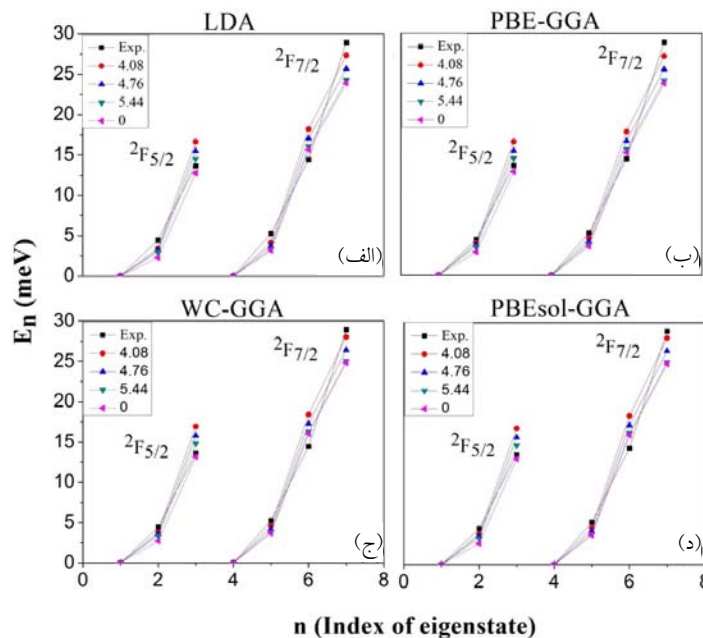 LDA
PBE-GGA
30
25
20
15
10
5
0
Exp.
4.08
4.76
5.44
0
²F₅/₂
²F₇/₂
(الف)
Exp.
4.08
4.76
5.44
0
²F₅/₂
²F₇/₂
(ب)
Eₙ (meV)
WC-GGA
PBEsol-GGA
30
25
20
15
10
5
0
Exp.
4.08
4.76
5.44
0
²F₅/₂
²F₇/₂
(ج)
Exp.
4.08
4.76
5.44
0
²F₅/₂
²F₇/₂
(د)
0 2 4 6 8
0 2 4 6 8
n (Index of eigenstate)